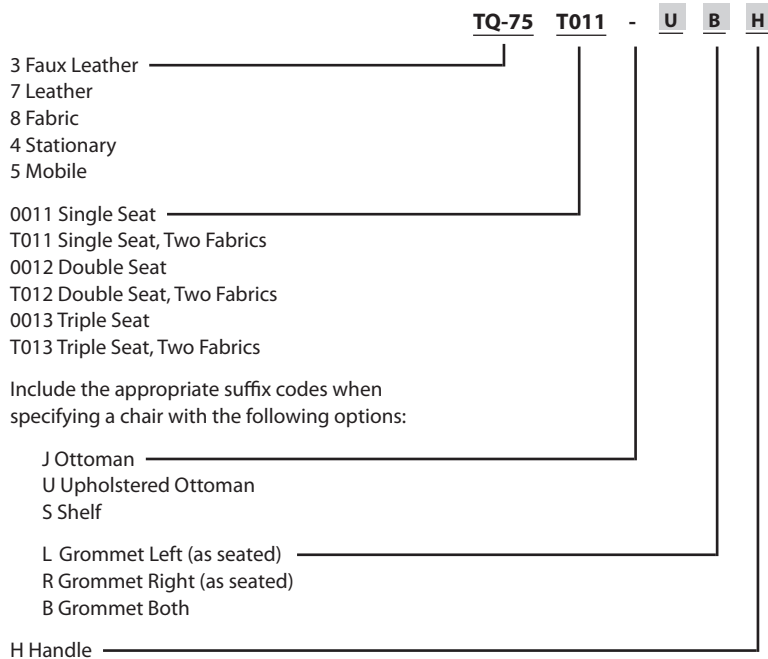 TQ-75 T011 - U B H
3 Faux Leather
7 Leather
8 Fabric
4 Stationary
5 Mobile
0011 Single Seat
T011 Single Seat, Two Fabrics
0012 Double Seat
T012 Double Seat, Two Fabrics
0013 Triple Seat
T013 Triple Seat, Two Fabrics
Include the appropriate suffix codes when
specifying a chair with the following options:
J Ottoman
U Upholstered Ottoman
S Shelf
L Grommet Left (as seated)
R Grommet Right (as seated)
B Grommet Both
H Handle